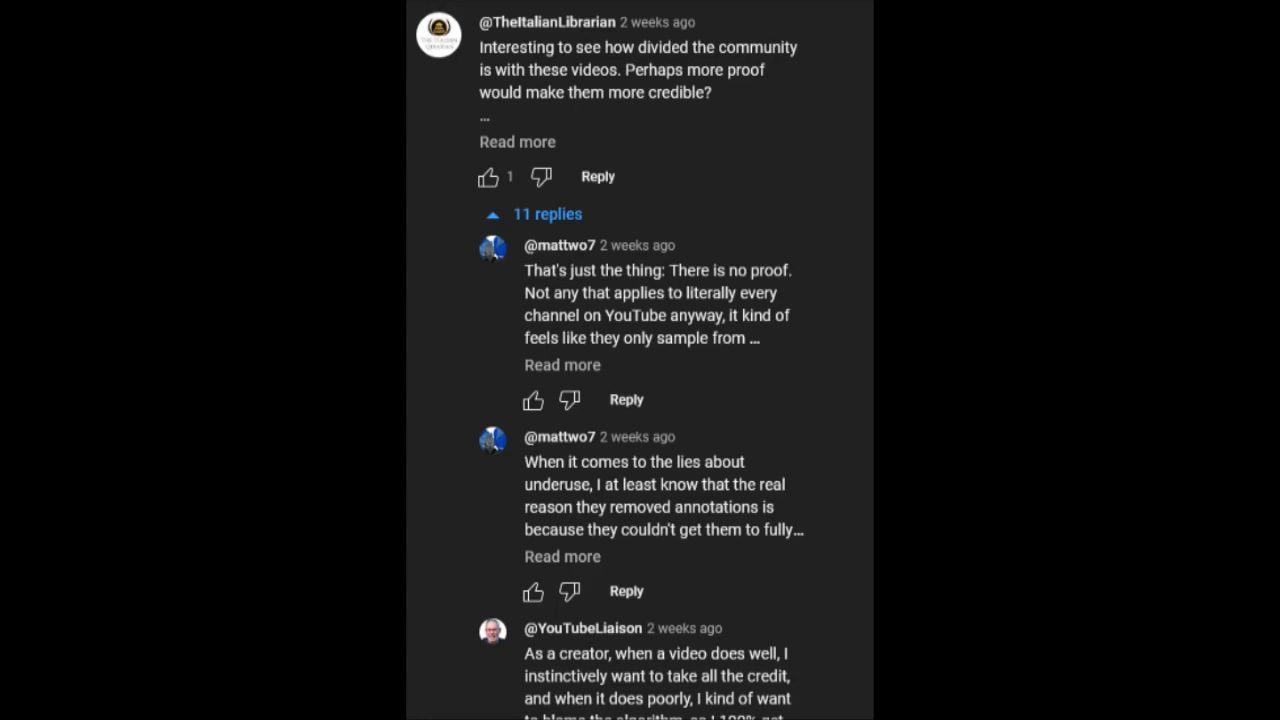 @TheItalianLibrarian 2 weeks ago
Interesting to see how divided the community
is with these videos. Perhaps more proof
would make them more credible?
...
Read more
1 Reply
11 replies
@mattwo7 2 weeks ago
That's just the thing: There is no proof.
Not any that applies to literally every
channel on YouTube anyway, it kind of
feels like they only sample from ...
Read more
Reply
@mattwo7 2 weeks ago
When it comes to the lies about
underuse, I at least know that the real
reason they removed annotations is
because they couldn't get them to fully...
Read more
Reply
@YouTubeLiaison 2 weeks ago
As a creator, when a video does well, I
instinctively want to take all the credit,
and when it does poorly, I kind of want
to blame the algorithm, so I 100% get